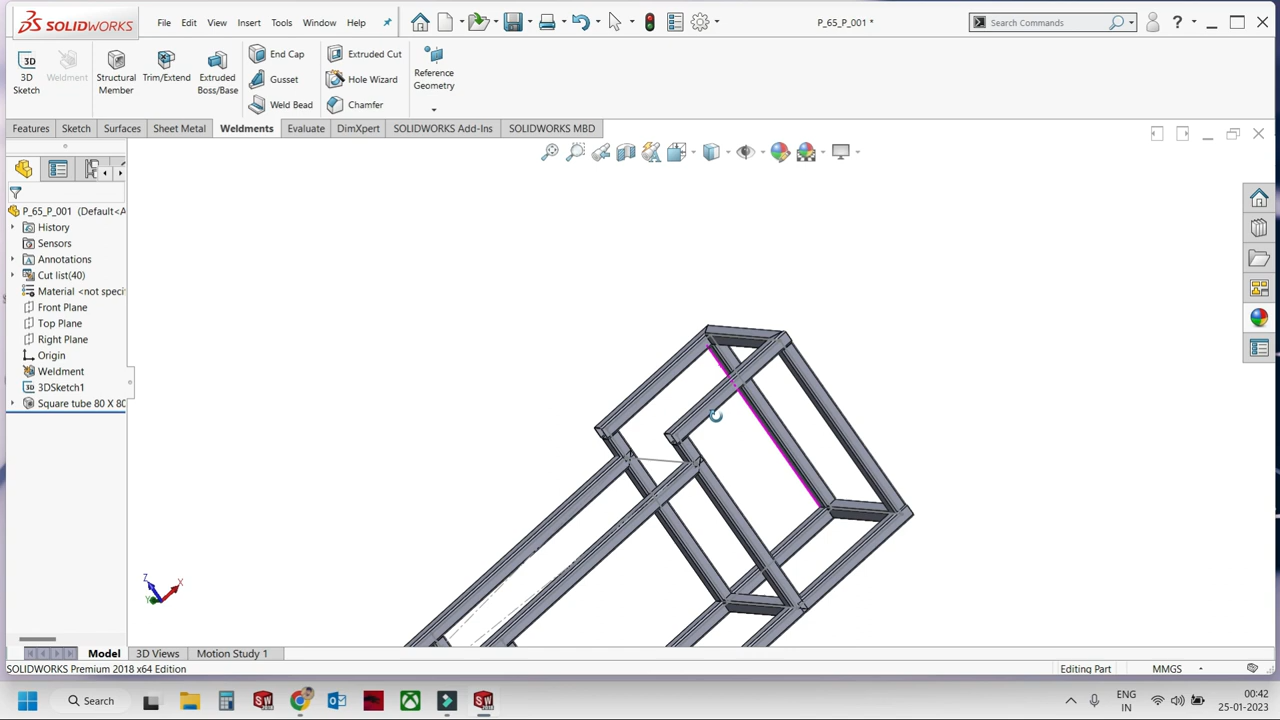 SOLIDWORKS File Edit View Insert Tools Window Help P_65_P_001 * Search Commands
3D Sketch Weldment Structural Member Trim/Extend Extruded Boss/Base End Cap Gusset Weld Bead Extruded Cut Hole Wizard Chamfer Reference Geometry
Features Sketch Surfaces Sheet Metal Weldments Evaluate DimXpert SOLIDWORKS Add-Ins SOLIDWORKS MBD
P_65_P_001 (Default<A
History
Sensors
Annotations
Cut list(40)
Material <not speci
Front Plane
Top Plane
Right Plane
Origin
Weldment
3DSketch1
Square tube 80 X 80
Z X Y
Model 3D Views Motion Study 1
SOLIDWORKS Premium 2018 x64 Edition Editing Part MMGS
Search ENG 00:42
IN 25-01-2023